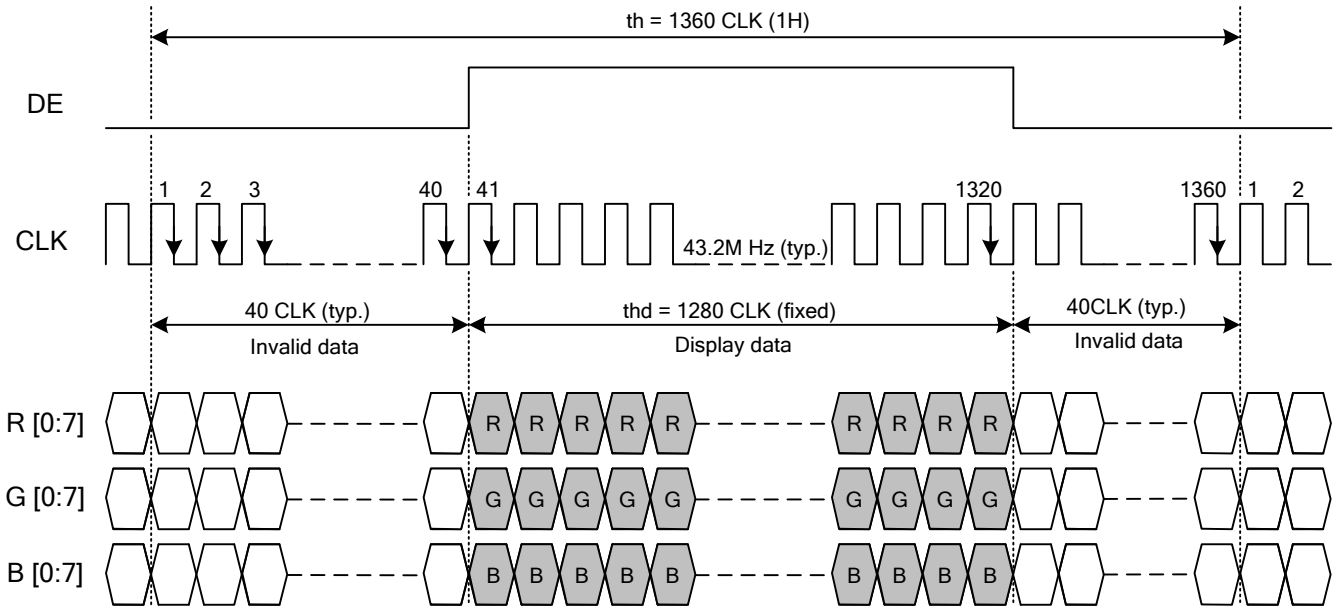 th = 1360 CLK (1H)
DE
1 2 3 40 41 1320 1360 1 2
CLK
43.2M Hz (typ.)
40 CLK (typ.) thd = 1280 CLK (fixed) 40CLK (typ.)
Invalid data Display data Invalid data
R [0:7] R R R R R R R R R
G [0:7] G G G G G G G G G
B [0:7] B B B B B B B B B